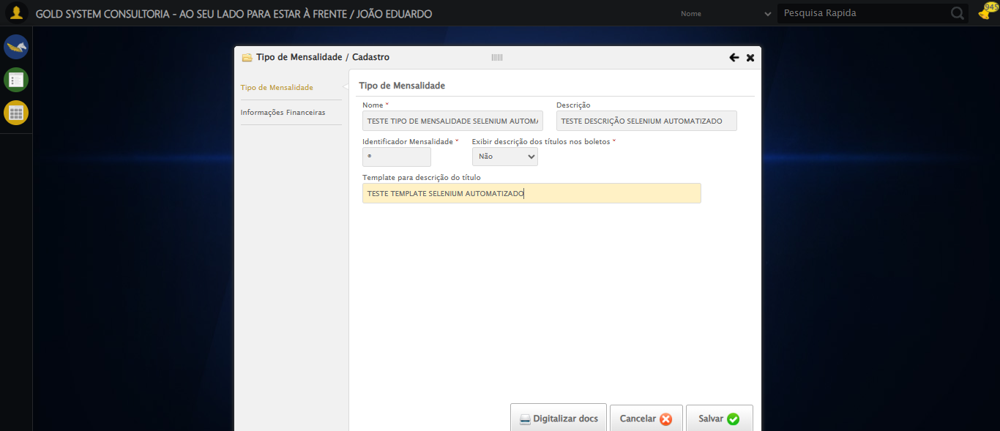 GOLD SYSTEM CONSULTORIA - AO SEU LADO PARA ESTAR À FRENTE / JOÃO EDUARDO
Nome
Pesquisa Rapida
945
Tipo de Mensalidade / Cadastro
Tipo de Mensalidade
Informações Financeiras
Tipo de Mensalidade
Nome *
Descrição
TESTE TIPO DE MENSALIDADE SELENIUM AUTOMA
TESTE DESCRIÇÃO SELENIUM AUTOMATIZADO
Identificador Mensalidade *
Exibir descrição dos títulos nos boletos *
Não
Template para descrição do título
TESTE TEMPLATE SELENIUM AUTOMATIZADO
Digitalizar docs
Cancelar
Salvar